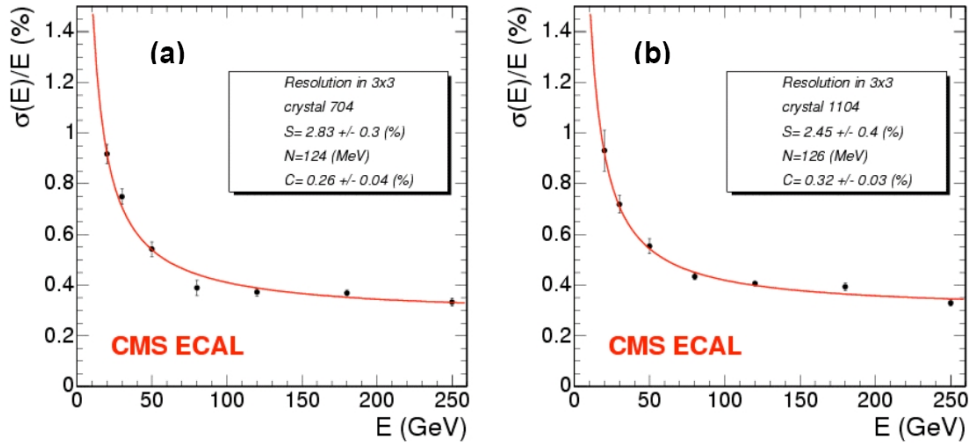 (a)
σ(E)/E (%)
1.4
1.2
1
0.8
0.6
0.4
0.2
0
Resolution in 3x3
crystal 704
S= 2.83 +/- 0.3 (%)
N=124 (MeV)
C= 0.26 +/- 0.04 (%)
CMS ECAL
0 50 100 150 200 250
E (GeV)
(b)
σ(E)/E (%)
1.4
1.2
1
0.8
0.6
0.4
0.2
0
Resolution in 3x3
crystal 1104
S= 2.45 +/- 0.4 (%)
N=126 (MeV)
C= 0.32 +/- 0.03 (%)
CMS ECAL
0 50 100 150 200 250
E (GeV)